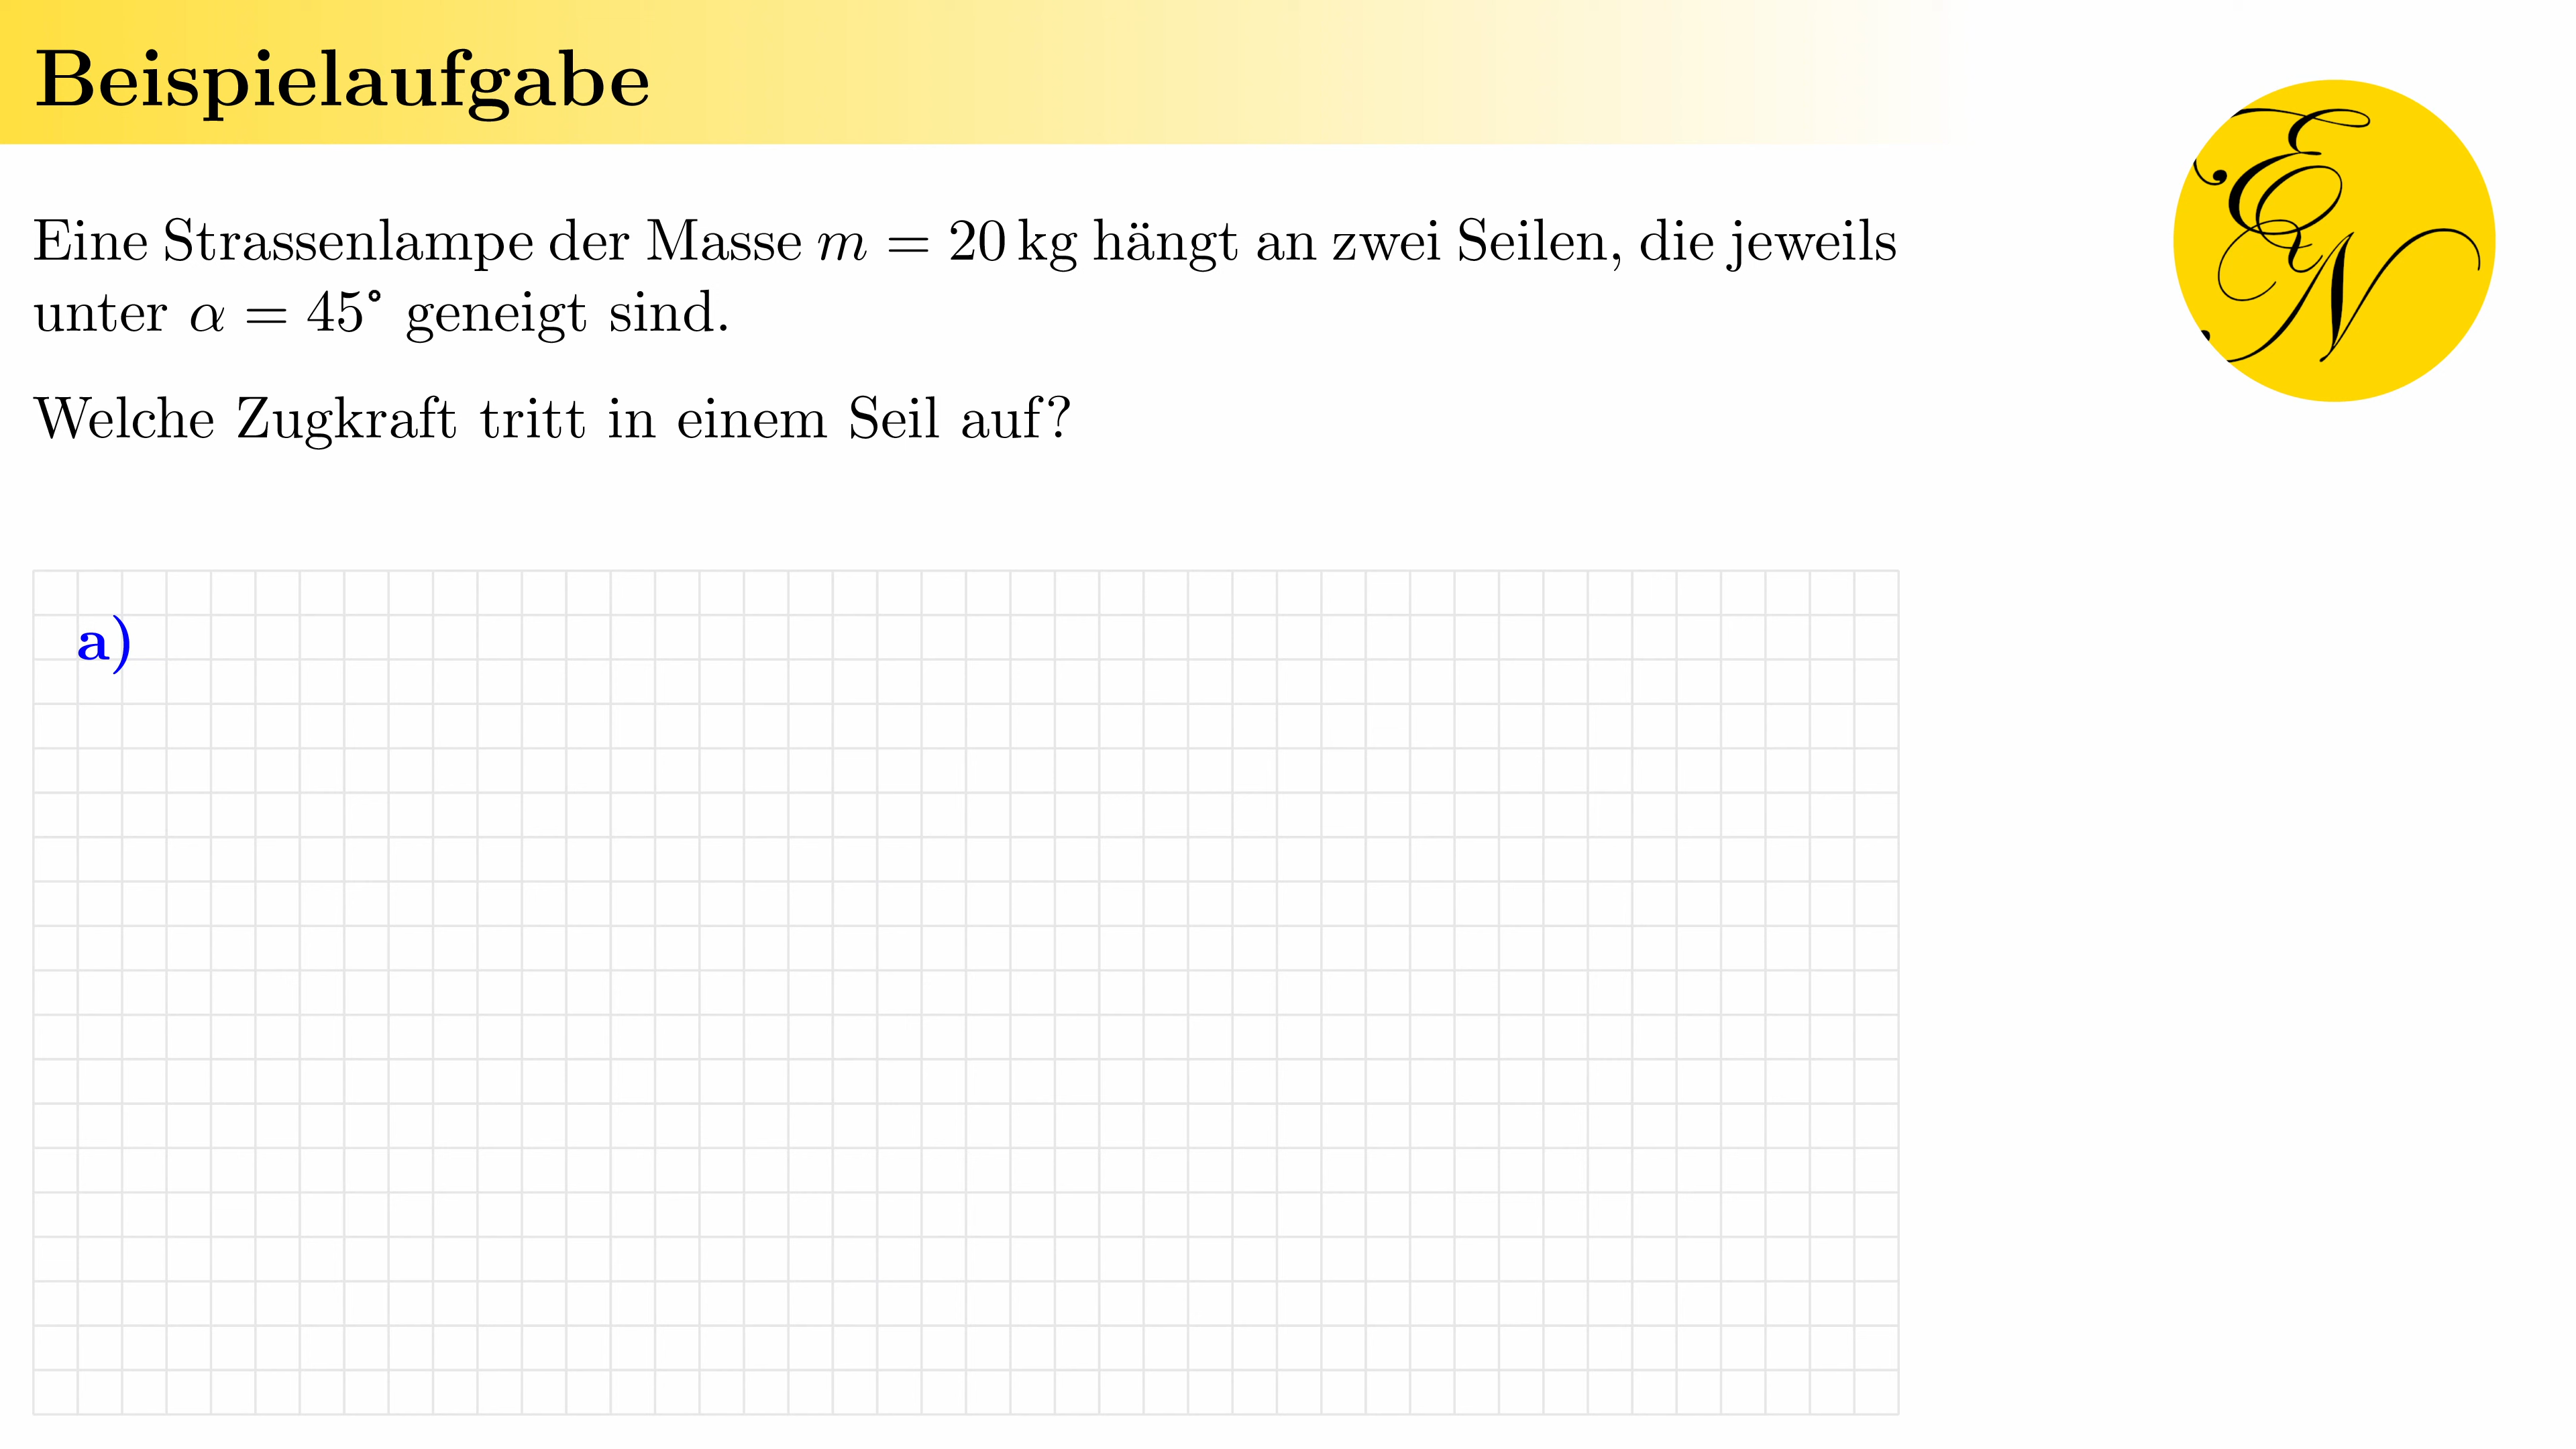 Beispielaufgabe
Eine Strassenlampe der Masse m = 20 kg hängt an zwei Seilen, die jeweils
unter α = 45° geneigt sind.
Welche Zugkraft tritt in einem Seil auf?
a)